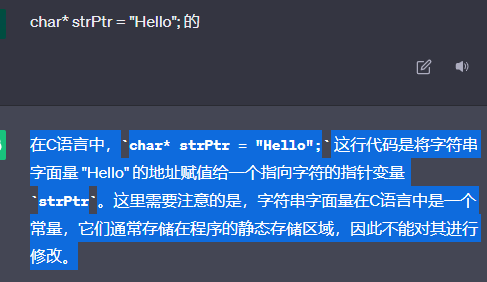 char* strPtr = "Hello"; 的
在C语言中，`char* strPtr = "Hello";` 这行代码是将字符串
字面量 "Hello" 的地址赋值给一个指向字符的指针变量
`strPtr`。这里需要注意的是，字符串字面量在C语言中是一个
常量，它们通常存储在程序的静态存储区域，因此不能对其进行
修改。